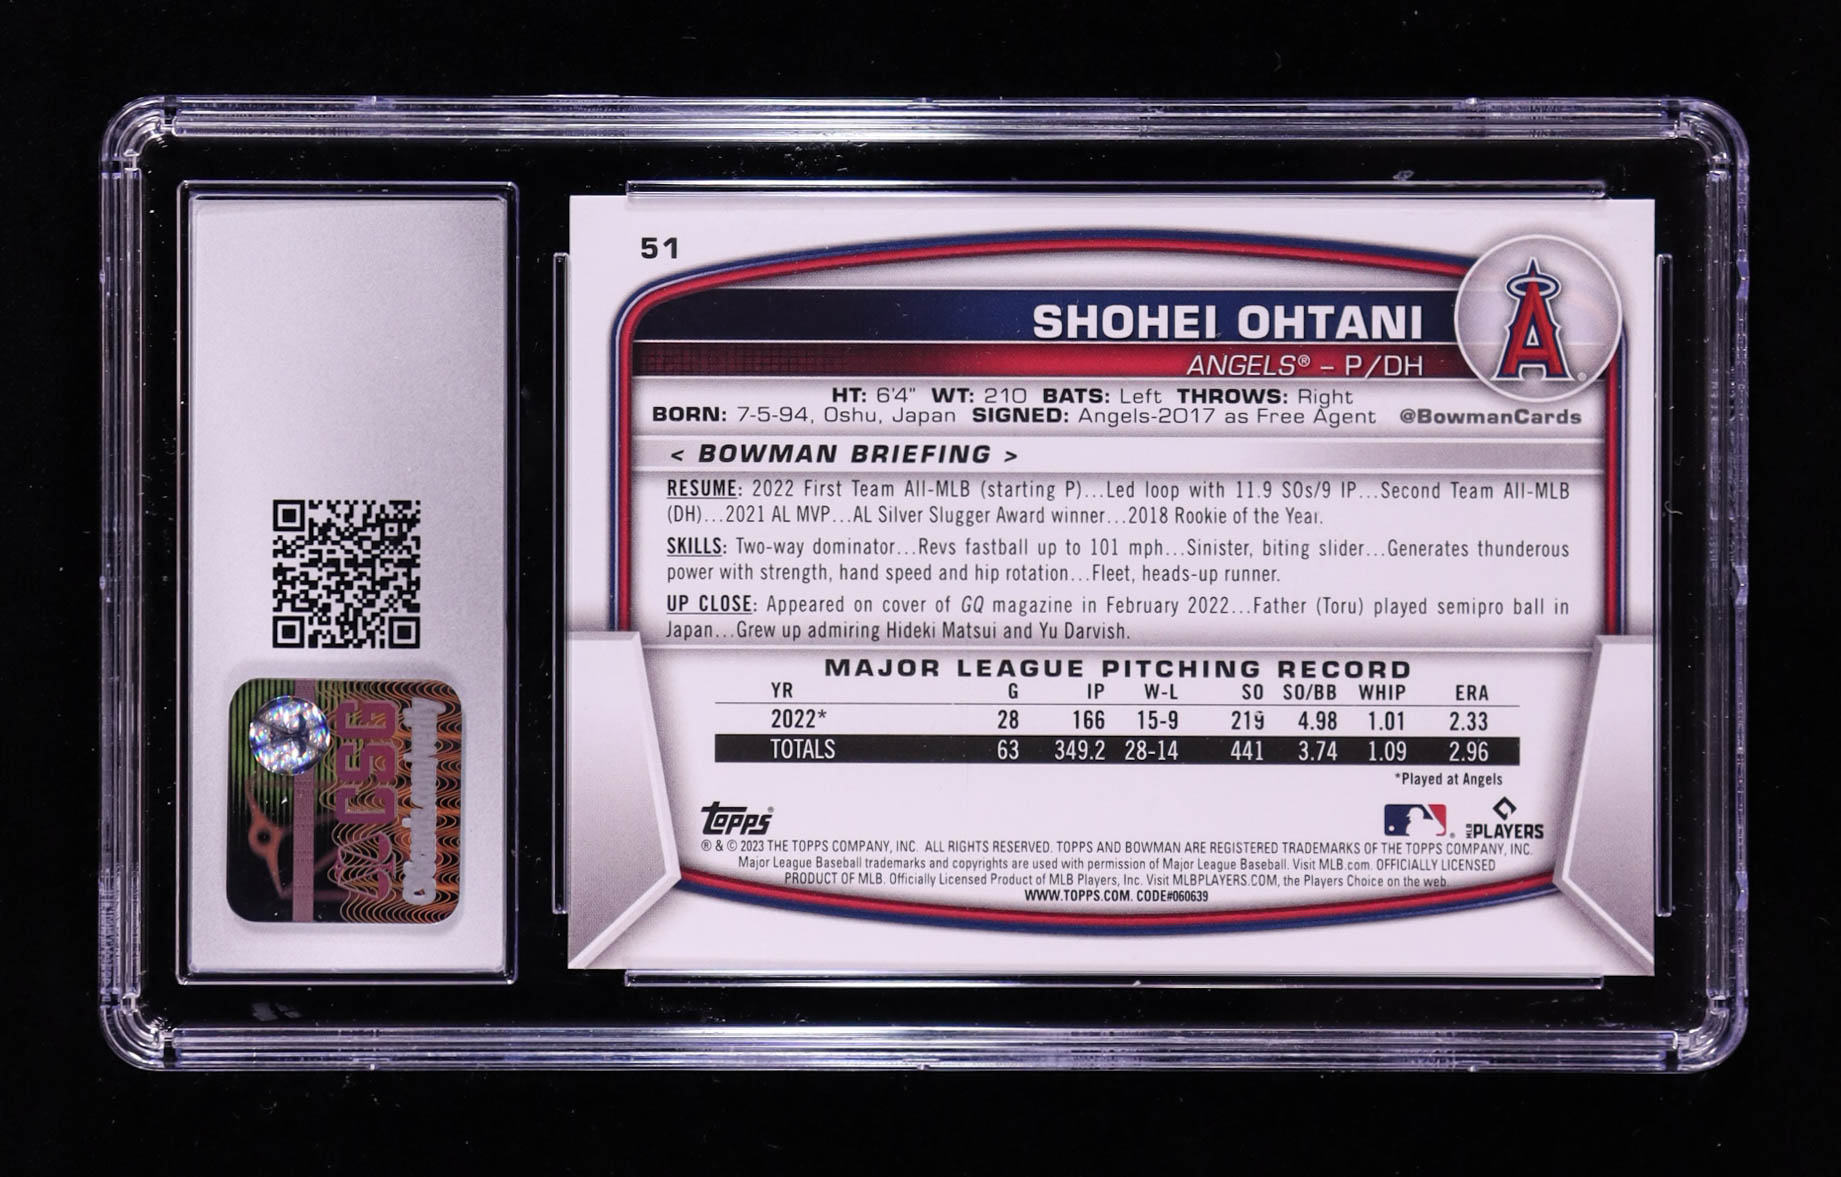 51
SHOHEI OHTANI
ANGELS® – P/DH
HT: 6'4" WT: 210 BATS: Left THROWS: Right
BORN: 7-5-94, Oshu, Japan SIGNED: Angels-2017 as Free Agent @BowmanCards
< BOWMAN BRIEFING >
RESUME: 2022 First Team All-MLB (starting P)...Led loop with 11.9 SOs/9 IP...Second Team All-MLB
(DH)...2021 AL MVP...AL Silver Slugger Award winner...2018 Rookie of the Year.
SKILLS: Two-way dominator...Revs fastball up to 101 mph...Sinister, biting slider...Generates thunderous
power with strength, hand speed and hip rotation...Fleet, heads-up runner.
UP CLOSE: Appeared on cover of GQ magazine in February 2022...Father (Toru) played semipro ball in
Japan...Grew up admiring Hideki Matsui and Yu Darvish.
MAJOR LEAGUE PITCHING RECORD
YR G IP W-L SO SO/BB WHIP ERA
2022* 28 166 15-9 219 4.98 1.01 2.33
TOTALS 63 349.2 28-14 441 3.74 1.09 2.96
*Played at Angels
Topps®
MLB PLAYERS
® & © 2023 THE TOPPS COMPANY, INC. ALL RIGHTS RESERVED. TOPPS AND BOWMAN ARE REGISTERED TRADEMARKS OF THE TOPPS COMPANY, INC.
Major League Baseball trademarks and copyrights are used with permission of Major League Baseball. Visit MLB.com. OFFICIALLY LICENSED
PRODUCT OF MLB. Officially Licensed Product of MLB Players, Inc. Visit MLBPLAYERS.COM, the Players Choice on the web.
WWW.TOPPS.COM. CODE#060639
CSG